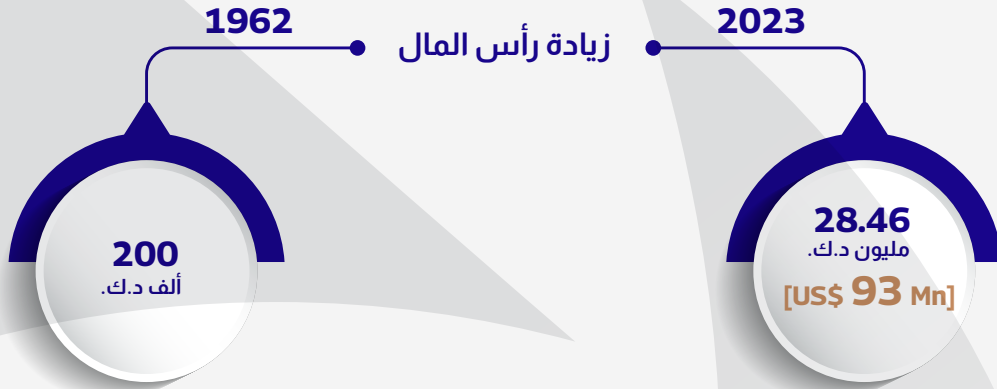 2023
زيادة رأس المال
1962
28.46
مليون د.ك.
[US$ 93 Mn]
200
ألف د.ك.